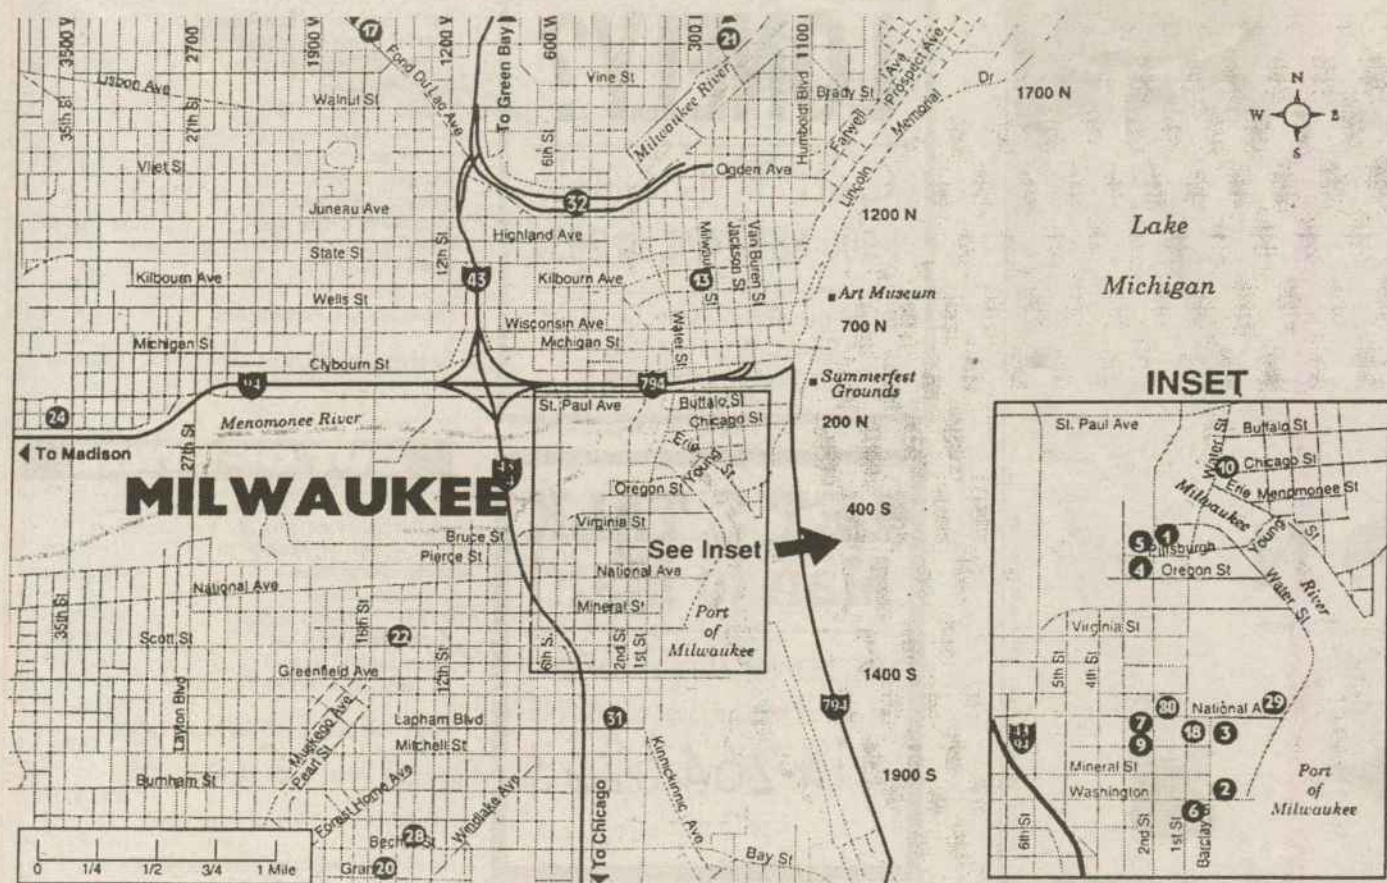 3500 W
2700
1900 W
1200 W
To Green Bay
600 W
300
1100
17
21
Lisbon Ave
Fond Du Lac Ave
Vine St
Milwaukee River
Humboldt Blvd
Ave
Prospect Ave
Dr
1700 N
N
W
E
S
35th St
27th St
Walnut St
Brady St
Farwell
Memorial
Lincoln
6th St
Vliet St
Ogden Ave
Juneau Ave
32
1200 N
12th St
Highland Ave
State St
Jackson St
Van Buren St
Lake
Michigan
Kilbourn Ave
43
Kilbourn Ave
13
St
Wells St
Art Museum
Wisconsin Ave
Water St
700 N
Michigan St
Michigan St
Clybourn St
94
794
Summerfest
Grounds
24
St. Paul Ave
Buffalo St
Chicago St
200 N
Menomonee River
Erie
Young St
To Madison
27th St
MILWAUKEE
43
Oregon St
400 S
Virginia St
Bruce St
Pierce St
See Inset
National Ave
National Ave
Mineral St
Port
of
Milwaukee
35th St
Scott St
16th St
22
Greenfield Ave
12th St
6th S.
2nd St
1st St
1400 S
Layton Blvd
Muskego Ave
Pearl St
Lapham Blvd
31
794
Mitchell St
Kinnickinnic Ave
1900 S
Burnham St
Forest Home Ave
Windlake Ave
To Chicago
28
Bay St
20
0
1/4
1/2
3/4
1 Mile
INSET
St. Paul Ave
Water St
Buffalo St
10
Chicago St
Erie
Menomonee St
Milwaukee
River
Young St
5
1
4
Oregon St
Water St
Virginia St
5th St
4th St
30
National A
29
7
18
3
9
Mineral St
Washington
2
6
Port
of
Milwaukee
6th St
2nd St
1st St
Barclay